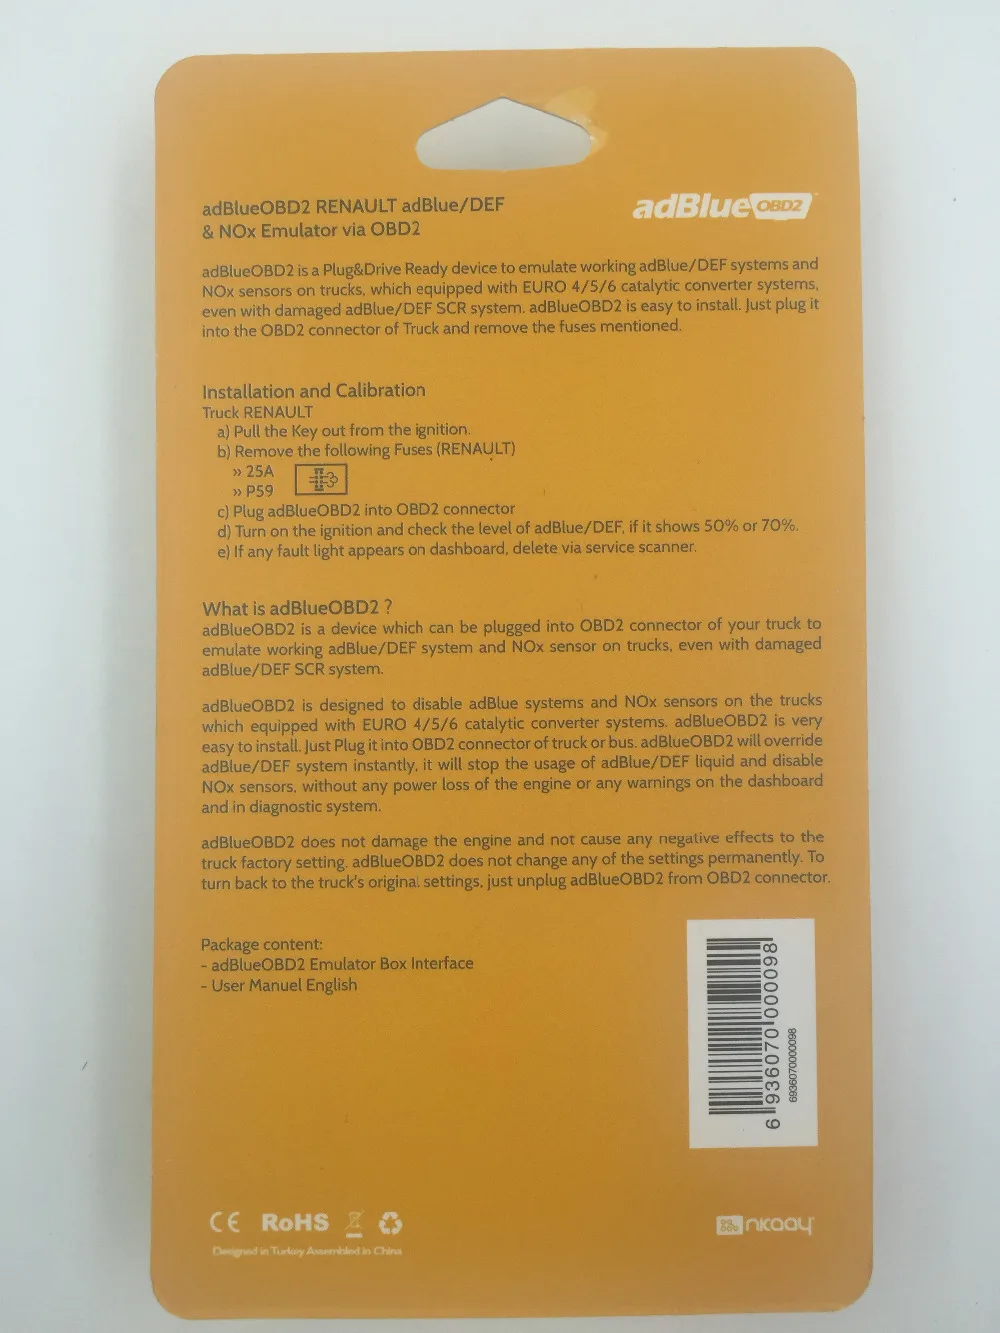 adBlueOBD2 RENAULT adBlue/DEF
& NOx Emulator via OBD2
adBlue OBD2
adBlueOBD2 is a Plug&Drive Ready device to emulate working adBlue/DEF systems and
NOx sensors on trucks, which equipped with EURO 4/5/6 catalytic converter systems,
even with damaged adBlue/DEF SCR system. adBlueOBD2 is easy to install. Just plug it
into the OBD2 connector of Truck and remove the fuses mentioned.
Installation and Calibration
Truck RENAULT
a) Pull the Key out from the ignition.
b) Remove the following Fuses (RENAULT)
» 25A
» P59
c) Plug adBlueOBD2 into OBD2 connector
d) Turn on the ignition and check the level of adBlue/DEF, if it shows 50% or 70%.
e) If any fault light appears on dashboard, delete via service scanner.
What is adBlueOBD2 ?
adBlueOBD2 is a device which can be plugged into OBD2 connector of your truck to
emulate working adBlue/DEF system and NOx sensor on trucks, even with damaged
adBlue/DEF SCR system.
adBlueOBD2 is designed to disable adBlue systems and NOx sensors on the trucks
which equipped with EURO 4/5/6 catalytic converter systems. adBlueOBD2 is very
easy to install. Just Plug it into OBD2 connector of truck or bus. adBlueOBD2 will override
adBlue/DEF system instantly, it will stop the usage of adBlue/DEF liquid and disable
NOx sensors, without any power loss of the engine or any warnings on the dashboard
and in diagnostic system.
adBlueOBD2 does not damage the engine and not cause any negative effects to the
truck factory setting. adBlueOBD2 does not change any of the settings permanently. To
turn back to the truck's original settings, just unplug adBlueOBD2 from OBD2 connector.
Package content:
- adBlueOBD2 Emulator Box Interface
- User Manuel English
6 936070 000098
6936070000098
CE RoHS
Designed in Turkey Assembled in China
nkaay